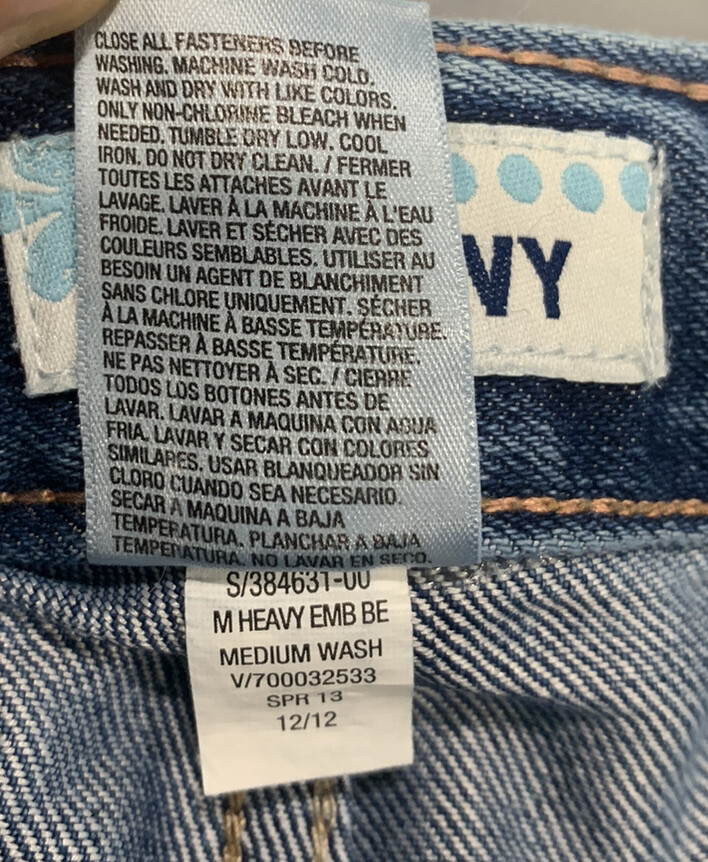 CLOSE ALL FASTENERS BEFORE
WASHING. MACHINE WASH COLD.
WASH AND DRY WITH LIKE COLORS.
ONLY NON-CHLORINE BLEACH WHEN
NEEDED. TUMBLE DRY LOW. COOL
IRON. DO NOT DRY CLEAN. / FERMER
TOUTES LES ATTACHES AVANT LE
LAVAGE. LAVER À LA MACHINE À L'EAU
FROIDE. LAVER ET SÉCHER AVEC DES
COULEURS SEMBLABLES. UTILISER AU
BESOIN UN AGENT DE BLANCHIMENT
SANS CHLORE UNIQUEMENT. SÉCHER
À LA MACHINE À BASSE TEMPÉRATURE.
REPASSER À BASSE TEMPÉRATURE.
NE PAS NETTOYER À SEC. / CIERRE
TODOS LOS BOTONES ANTES DE
LAVAR. LAVAR A MAQUINA CON AGUA
FRIA. LAVAR Y SECAR CON COLORES
SIMILARES. USAR BLANQUEADOR SIN
CLORO CUANDO SEA NECESARIO.
SECAR A MAQUINA A BAJA
TEMPERATURA. PLANCHAR A BAJA
TEMPERATURA. NO LAVAR EN SECO.
VY
S/384631-00
M HEAVY EMB BE
MEDIUM WASH
V/700032533
SPR 13
12/12